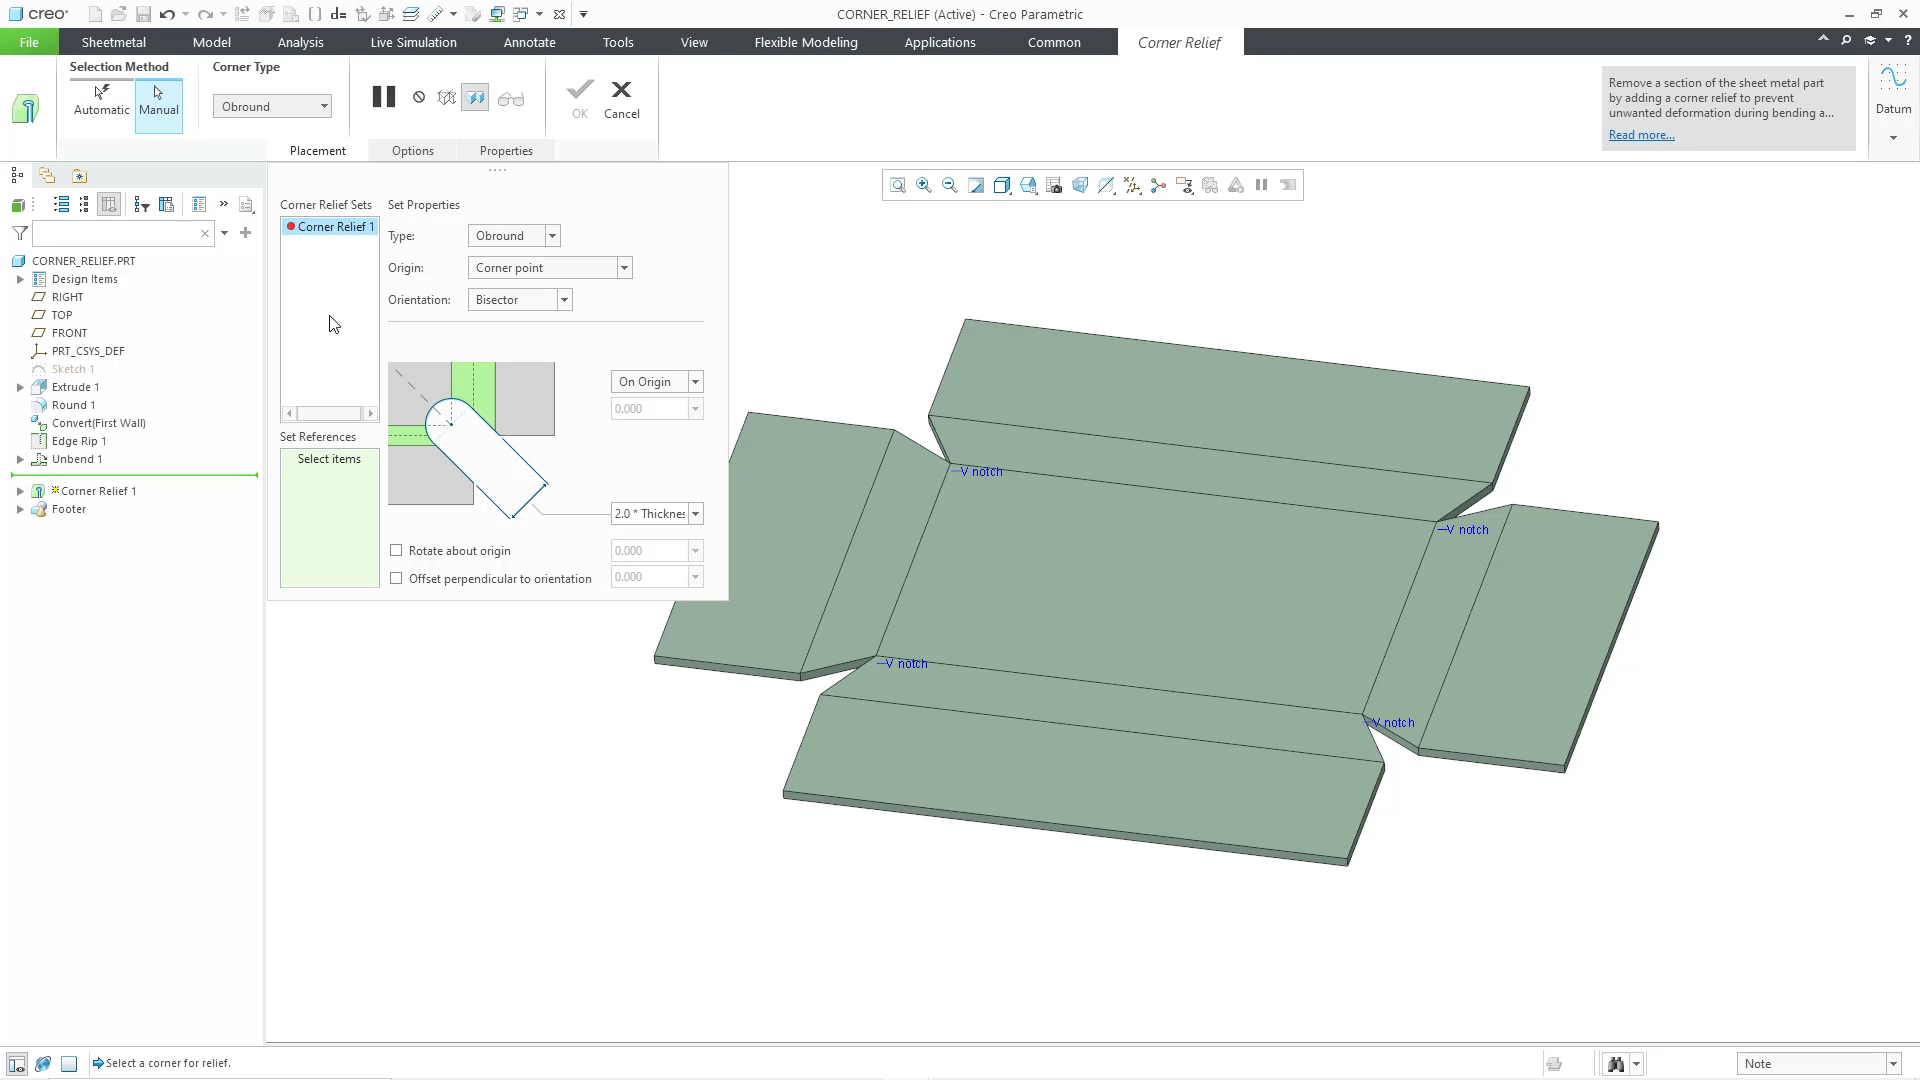 creo
d=
CORNER_RELIEF (Active) - Creo Parametric
File
Sheetmetal
Model
Analysis
Live Simulation
Annotate
Tools
View
Flexible Modeling
Applications
Common
Corner Relief
Selection Method
Corner Type
Automatic
Manual
Obround
OK
Cancel
Remove a section of the sheet metal part
by adding a corner relief to prevent
unwanted deformation during bending a...
Read more...
Datum
Placement
Options
Properties
Corner Relief Sets
Corner Relief 1
Set References
Select items
Set Properties
Type:
Obround
Origin:
Corner point
Orientation:
Bisector
On Origin
0.000
2.0 * Thicknes
Rotate about origin
0.000
Offset perpendicular to orientation
0.000
CORNER_RELIEF.PRT
Design Items
RIGHT
TOP
FRONT
PRT_CSYS_DEF
Sketch 1
Extrude 1
Round 1
Convert(First Wall)
Edge Rip 1
Unbend 1
Corner Relief 1
Footer
V notch
V notch
V notch
V notch
Select a corner for relief.
Note